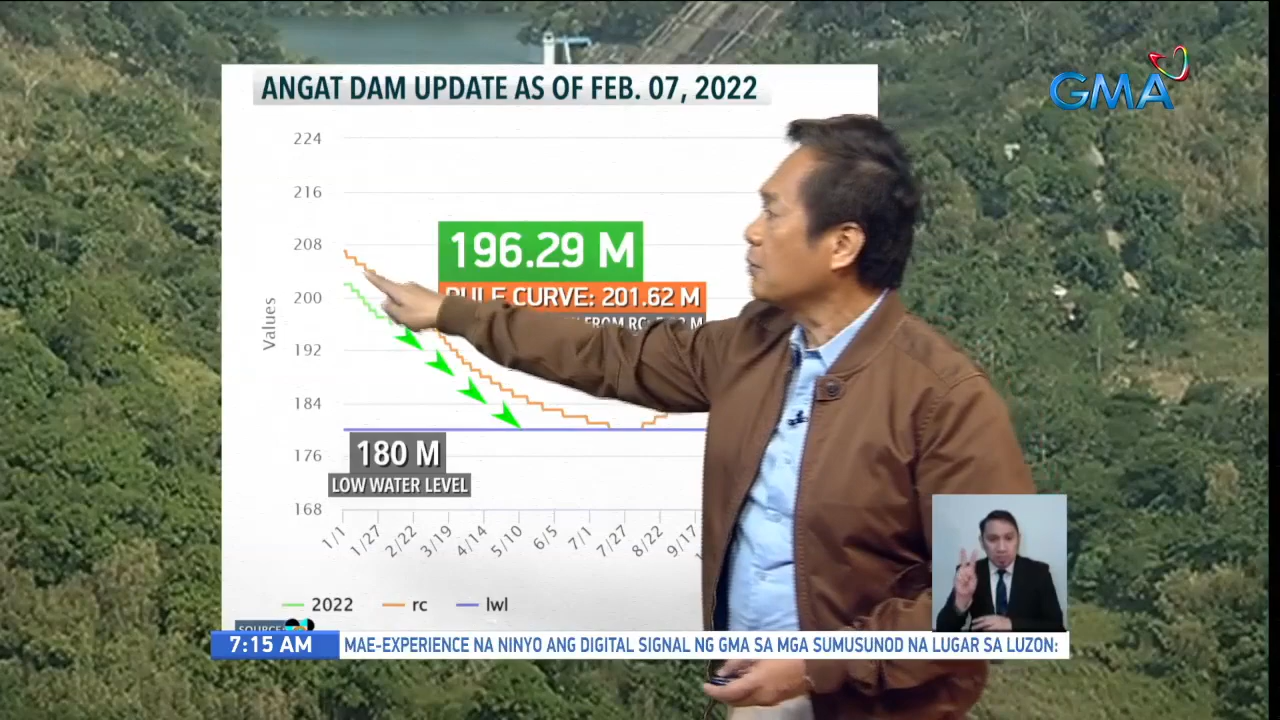 ANGAT DAM UPDATE AS OF FEB. 07, 2022
GMA
224
216
208
200
192
184
176
168
Values
196.29 M
RULE CURVE: 201.62 M
FROM RC:
M
180 M
LOW WATER LEVEL
1/1
1/27
2/22
3/19
4/14
5/10
6/5
7/1
7/27
8/22
9/17
2022
rc
lwl
SOURCE:
7:15 AM
MAE-EXPERIENCE NA NINYO ANG DIGITAL SIGNAL NG GMA SA MGA SUMUSUNOD NA LUGAR SA LUZON: